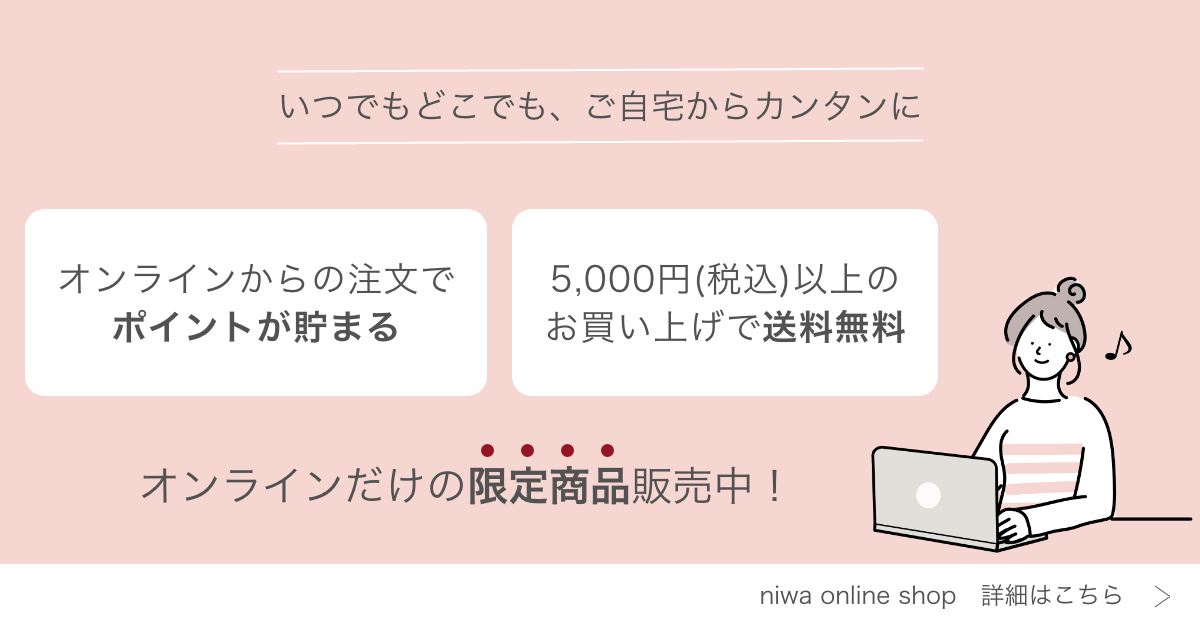 いつでもどこでも、ご自宅からカンタンに
オンラインからの注文で
ポイントが貯まる
5,000円(税込)以上の
お買い上げで送料無料
オンラインだけの限定商品販売中！
niwa online shop 詳細はこちら ＞